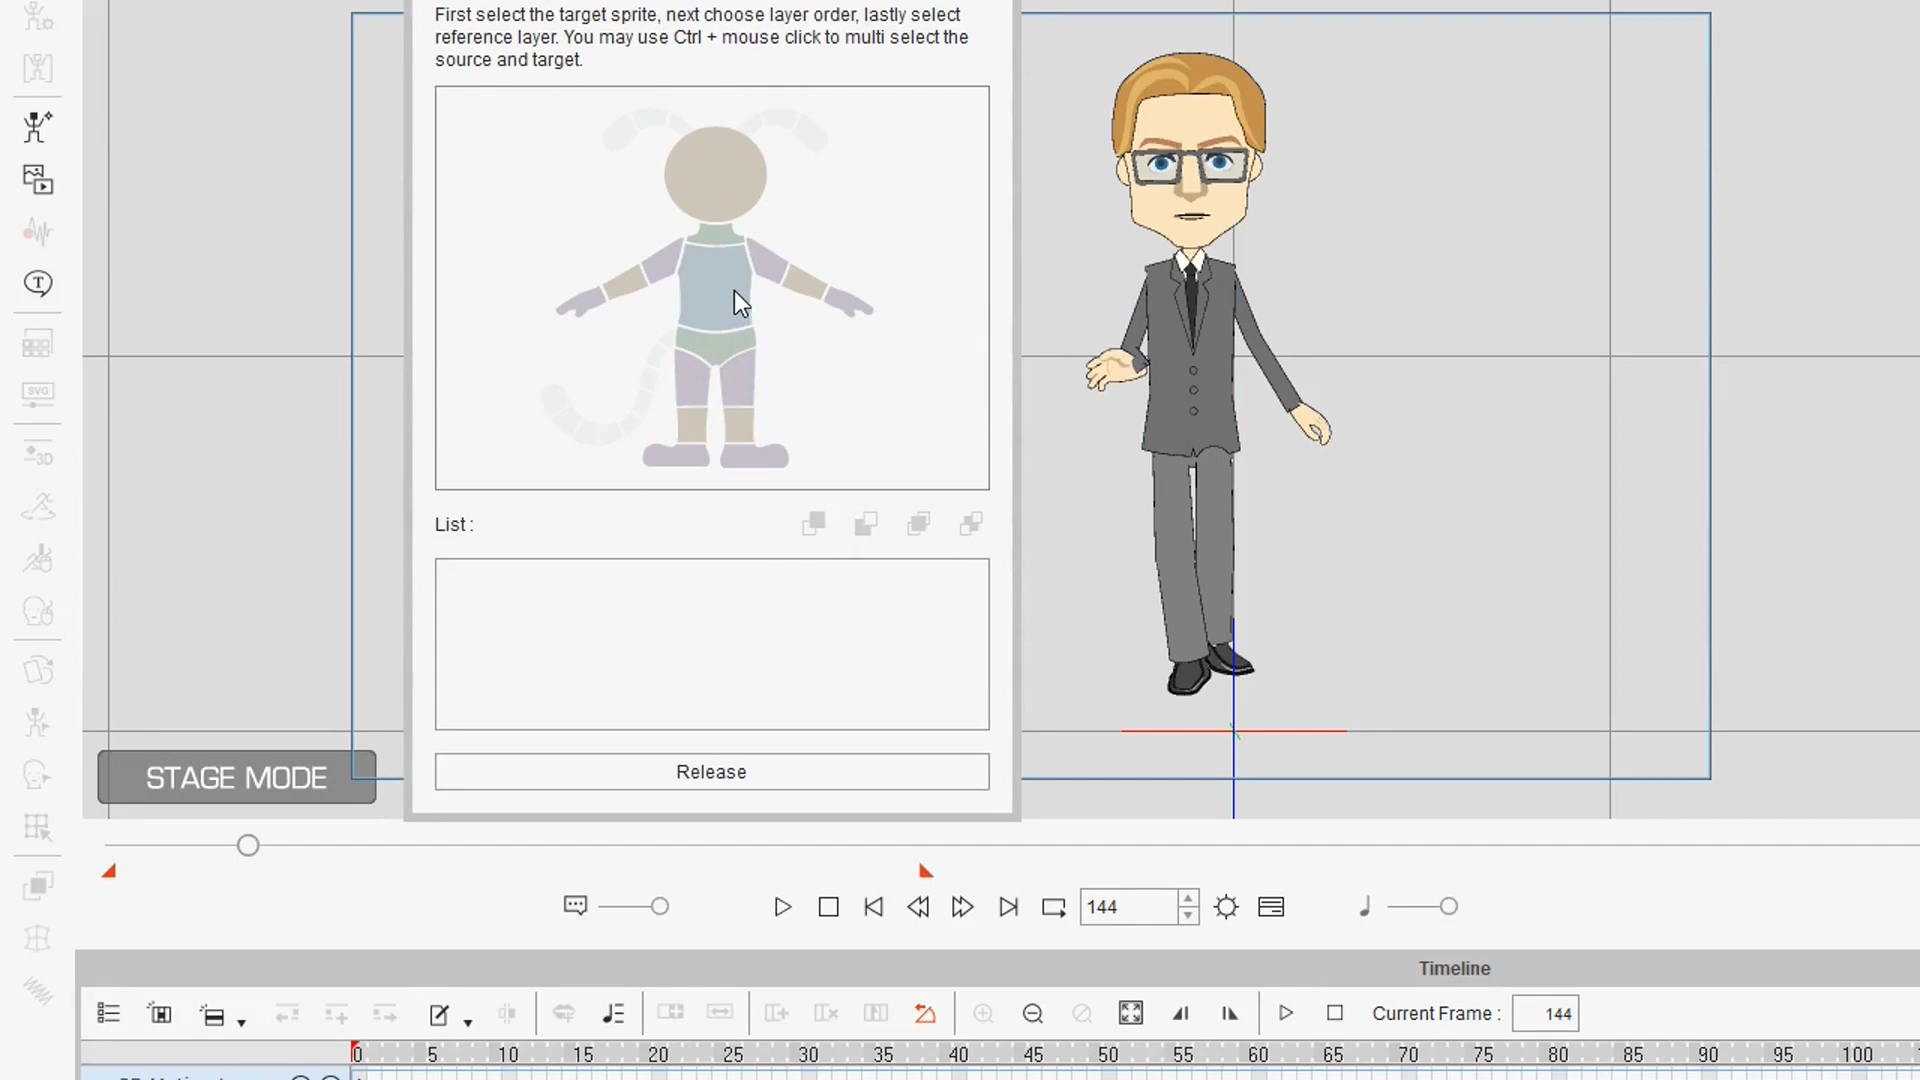 First select the target sprite, next choose layer order, lastly select
reference layer. You may use Ctrl + mouse click to multi select the
source and target.
T
SVG
3D
List :
Release
STAGE MODE
144
Timeline
Current Frame : 144
0 5 10 15 20 25 30 35 40 45 50 55 60 65 70 75 80 85 90 95 100